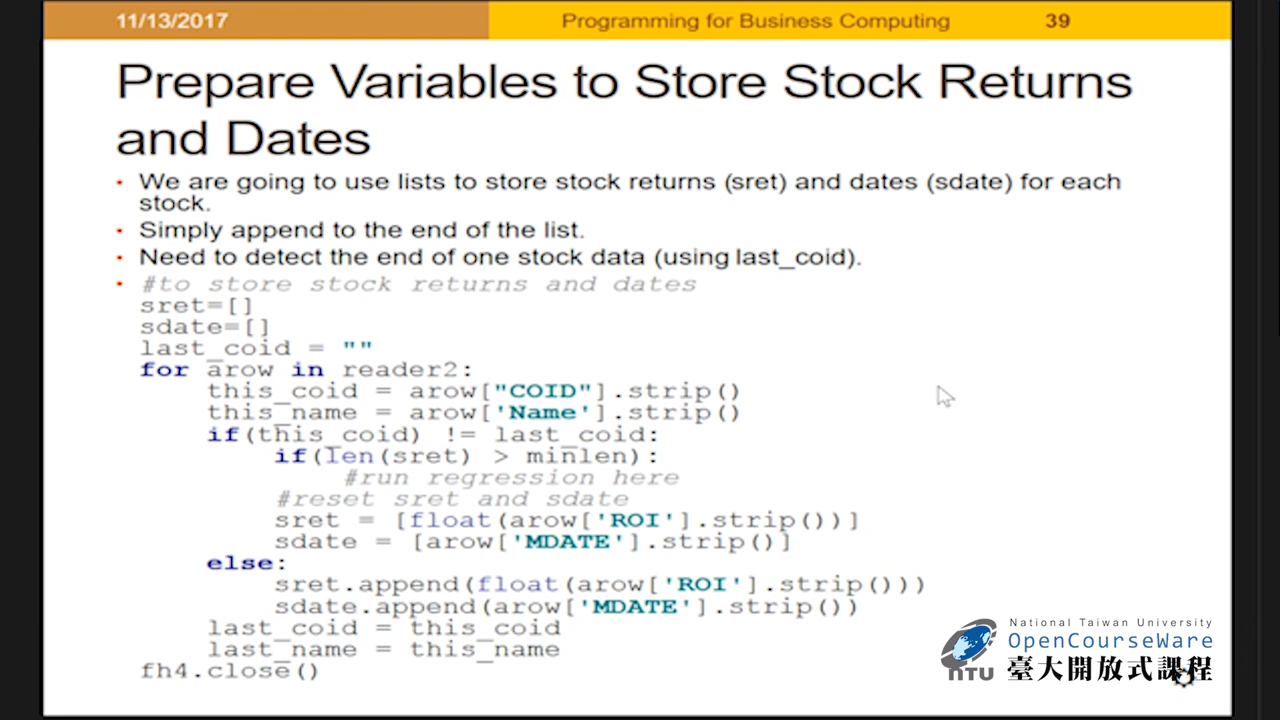 11/13/2017 Programming for Business Computing 39
Prepare Variables to Store Stock Returns
and Dates
• We are going to use lists to store stock returns (sret) and dates (sdate) for each
stock.
• Simply append to the end of the list.
• Need to detect the end of one stock data (using last_coid).
• #to store stock returns and dates
sret=[]
sdate=[]
last_coid = ""
for arow in reader2:
    this_coid = arow["COID"].strip()
    this_name = arow['Name'].strip()
    if(this_coid) != last_coid:
        if(len(sret) > minlen):
            #run regression here
        #reset sret and sdate
        sret = [float(arow['ROI'].strip())]
        sdate = [arow['MDATE'].strip()]
    else:
        sret.append(float(arow['ROI'].strip()))
        sdate.append(arow['MDATE'].strip())
    last_coid = this_coid
    last_name = this_name
fh4.close()
National Taiwan University
OpenCourseWare
NTU 臺大開放式課程